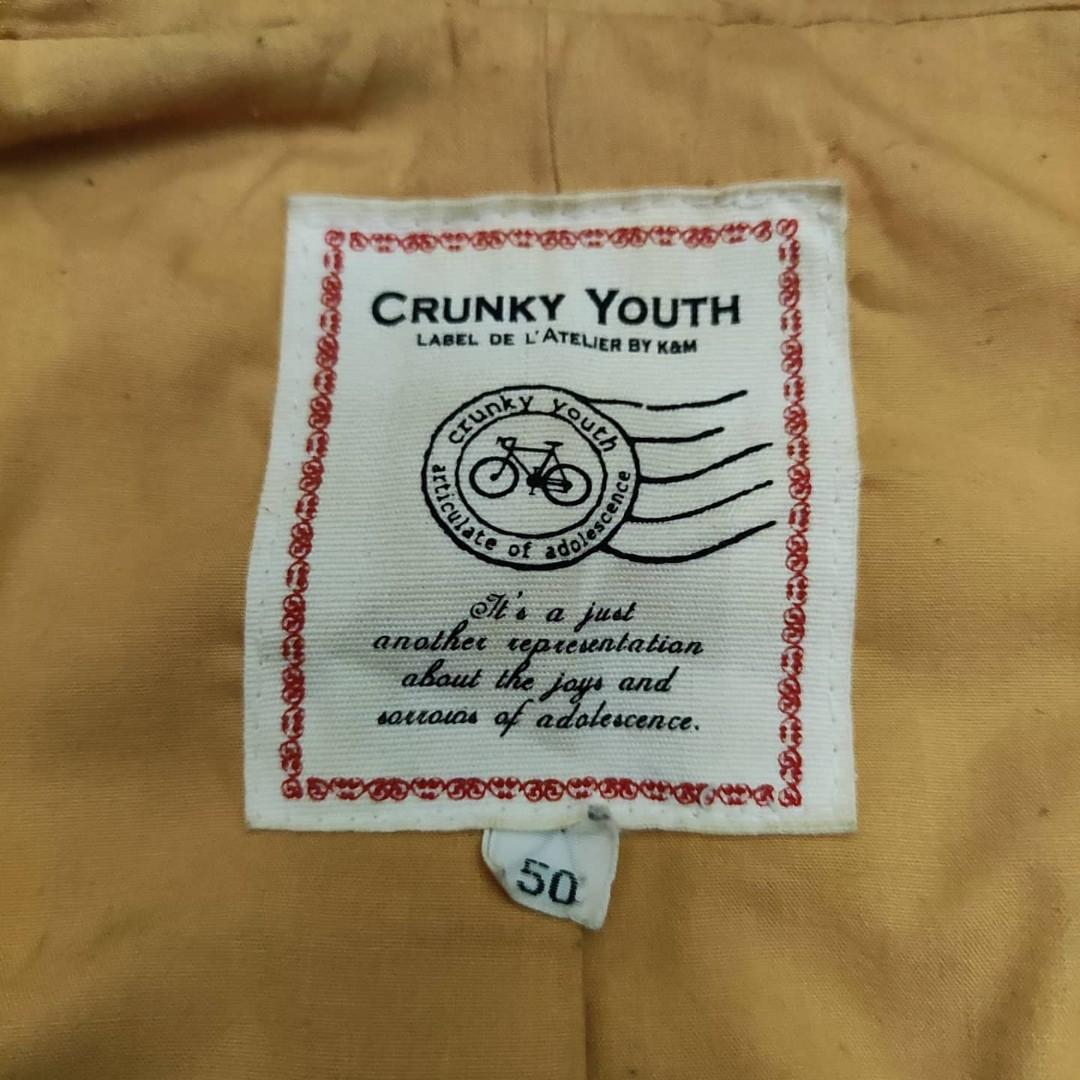 CRUNKY YOUTH
LABEL DE L'ATELIER BY K&M
crunky youth
articulate of adolescence
It's a just
another representation
about the joys and
sorrows of adolescence.
50